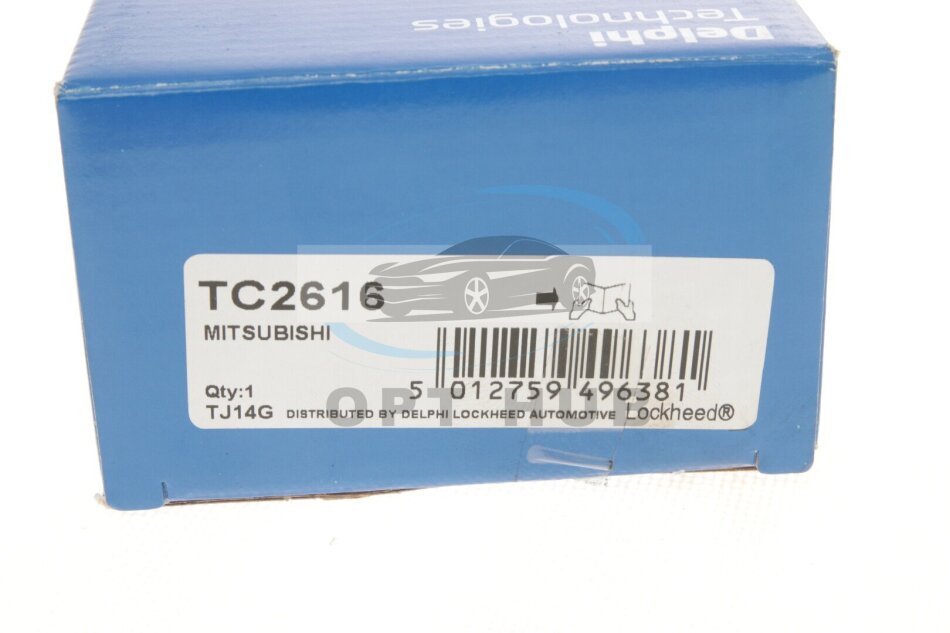 Delphi
Technologies
TC2616
MITSUBISHI
5 012759 496381
Qty:1
TJ14G DISTRIBUTED BY DELPHI LOCKHEED AUTOMOTIVE Lockheed®
OPT HUB